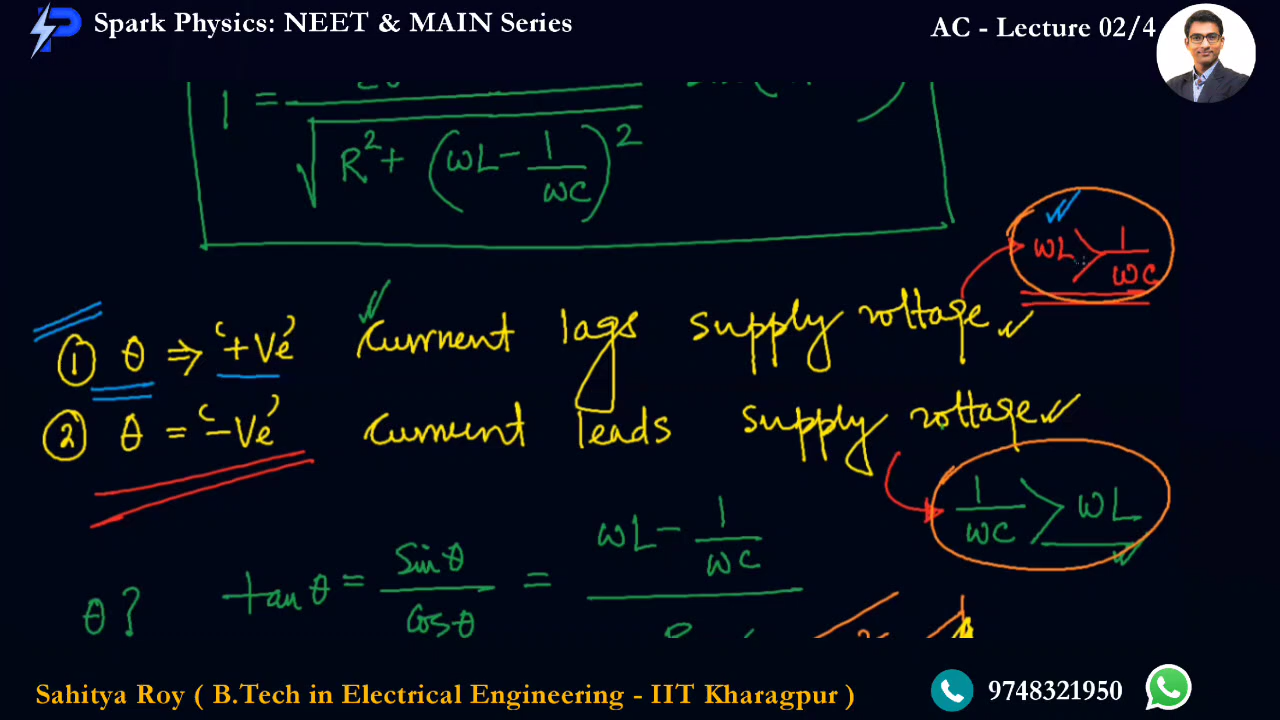 Spark Physics: NEET & MAIN Series
AC - Lecture 02/4
I =
√R² + (ωL - 1/ωC)²
ωL > 1/ωC
① θ ⇒ '+Ve' Current lags supply voltage
② θ = '-Ve' Current leads supply voltage
1/ωC > ωL
θ? tan θ = Sinθ/Cosθ = ωL - 1/ωC
Sahitya Roy ( B.Tech in Electrical Engineering - IIT Kharagpur )
9748321950